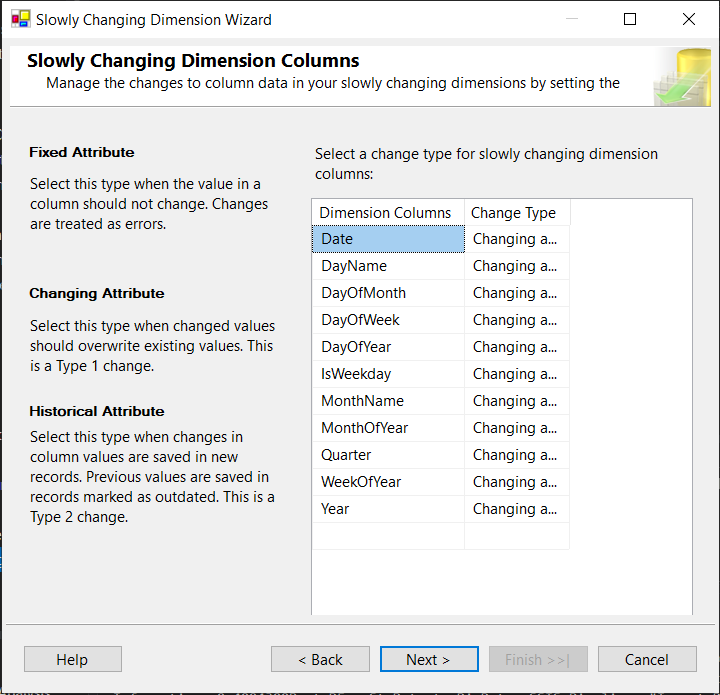 Slowly Changing Dimension Wizard
Slowly Changing Dimension Columns
Manage the changes to column data in your slowly changing dimensions by setting the
Fixed Attribute
Select this type when the value in a
column should not change. Changes
are treated as errors.
Changing Attribute
Select this type when changed values
should overwrite existing values. This
is a Type 1 change.
Historical Attribute
Select this type when changes in
column values are saved in new
records. Previous values are saved in
records marked as outdated. This is a
Type 2 change.
Select a change type for slowly changing dimension
columns:
Dimension Columns Change Type
Date Changing a...
DayName Changing a...
DayOfMonth Changing a...
DayOfWeek Changing a...
DayOfYear Changing a...
IsWeekday Changing a...
MonthName Changing a...
MonthOfYear Changing a...
Quarter Changing a...
WeekOfYear Changing a...
Year Changing a...
Help < Back Next > Finish >>| Cancel